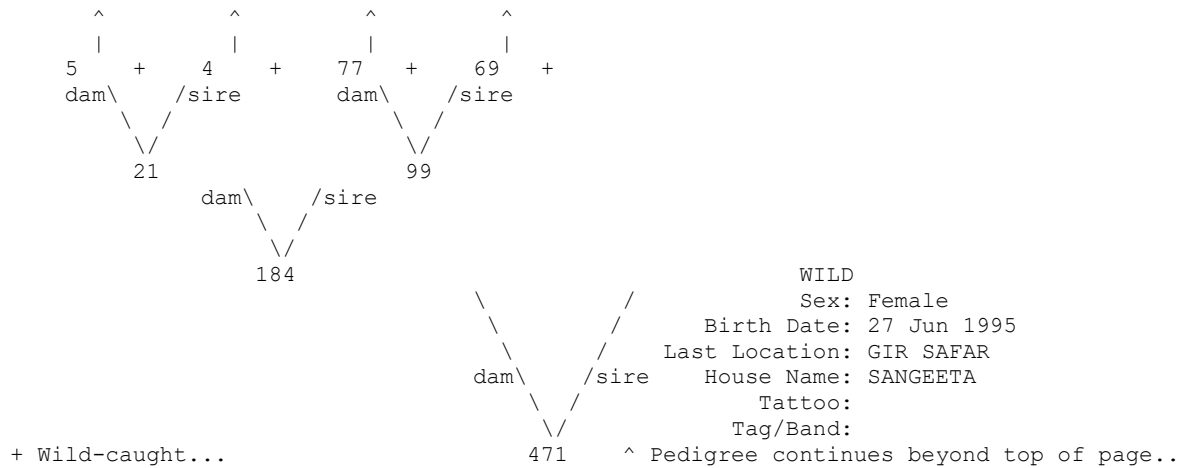 ^ ^ ^ ^
| | | |
5 + 4 + 77 + 69 +
dam\ /sire dam\ /sire
\ / \ /
\/ \/
21 99
dam\ /sire
\ /
\/
184 WILD
\ / Sex: Female
\ / Birth Date: 27 Jun 1995
\ / Last Location: GIR SAFAR
dam\ /sire House Name: SANGEETA
\ / Tattoo:
\/ Tag/Band:
+ Wild-caught... 471 ^ Pedigree continues beyond top of page..